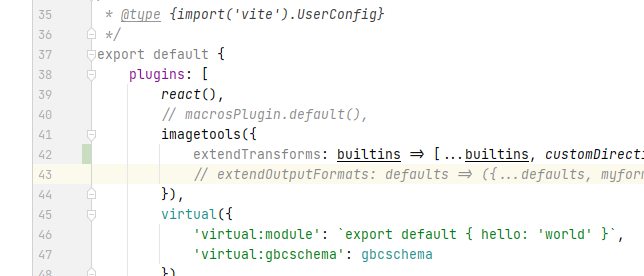 35 * @type {import('vite').UserConfig}
36 */
37 export default {
38 plugins: [
39 react(),
40 // macrosPlugin.default(),
41 imagetools({
42 extendTransforms: builtins => [...builtins, customDirecti
43 // extendOutputFormats: defaults => ({...defaults, myform
44 }),
45 virtual({
46 'virtual:module': `export default { hello: 'world' }`,
47 'virtual:gbcschema': gbcschema
48 })